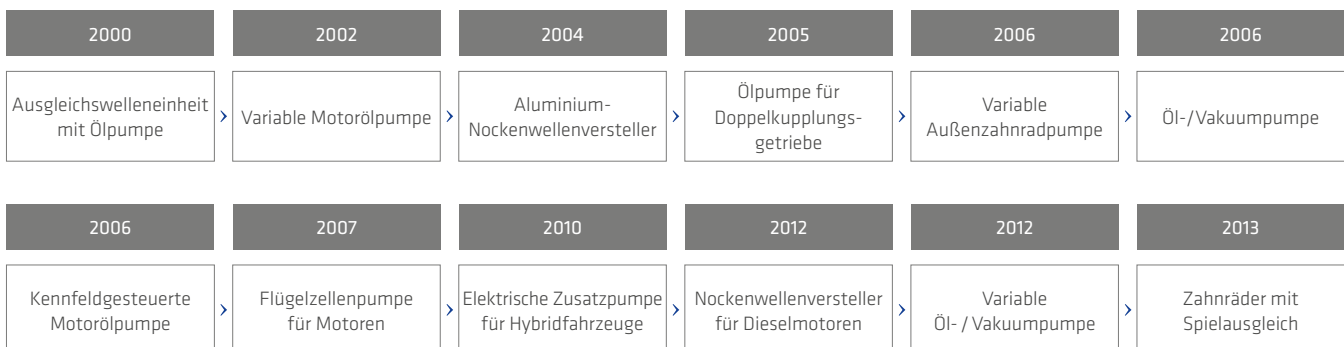 2000
2002
2004
2005
2006
2006
Ausgleichswelleneinheit
mit Ölpumpe
Variable Motorölpumpe
Aluminium-
Nockenwellenversteller
Ölpumpe für
Doppelkupplungs-
getriebe
Variable
Außenzahnradpumpe
Öl-/Vakuumpumpe
2006
2007
2010
2012
2012
2013
Kennfeldgesteuerte
Motorölpumpe
Flügelzellenpumpe
für Motoren
Elektrische Zusatzpumpe
für Hybridfahrzeuge
Nockenwellenversteller
für Dieselmotoren
Variable
Öl- / Vakuumpumpe
Zahnräder mit
Spielausgleich